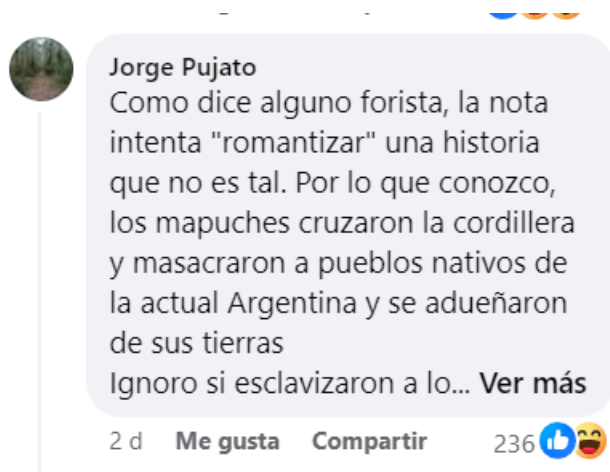 Jorge Pujato
Como dice alguno forista, la nota
intenta "romantizar" una historia
que no es tal. Por lo que conozco,
los mapuches cruzaron la cordillera
y masacraron a pueblos nativos de
la actual Argentina y se adueñaron
de sus tierras
Ignoro si esclavizaron a lo... Ver más
2 d Me gusta Compartir 236